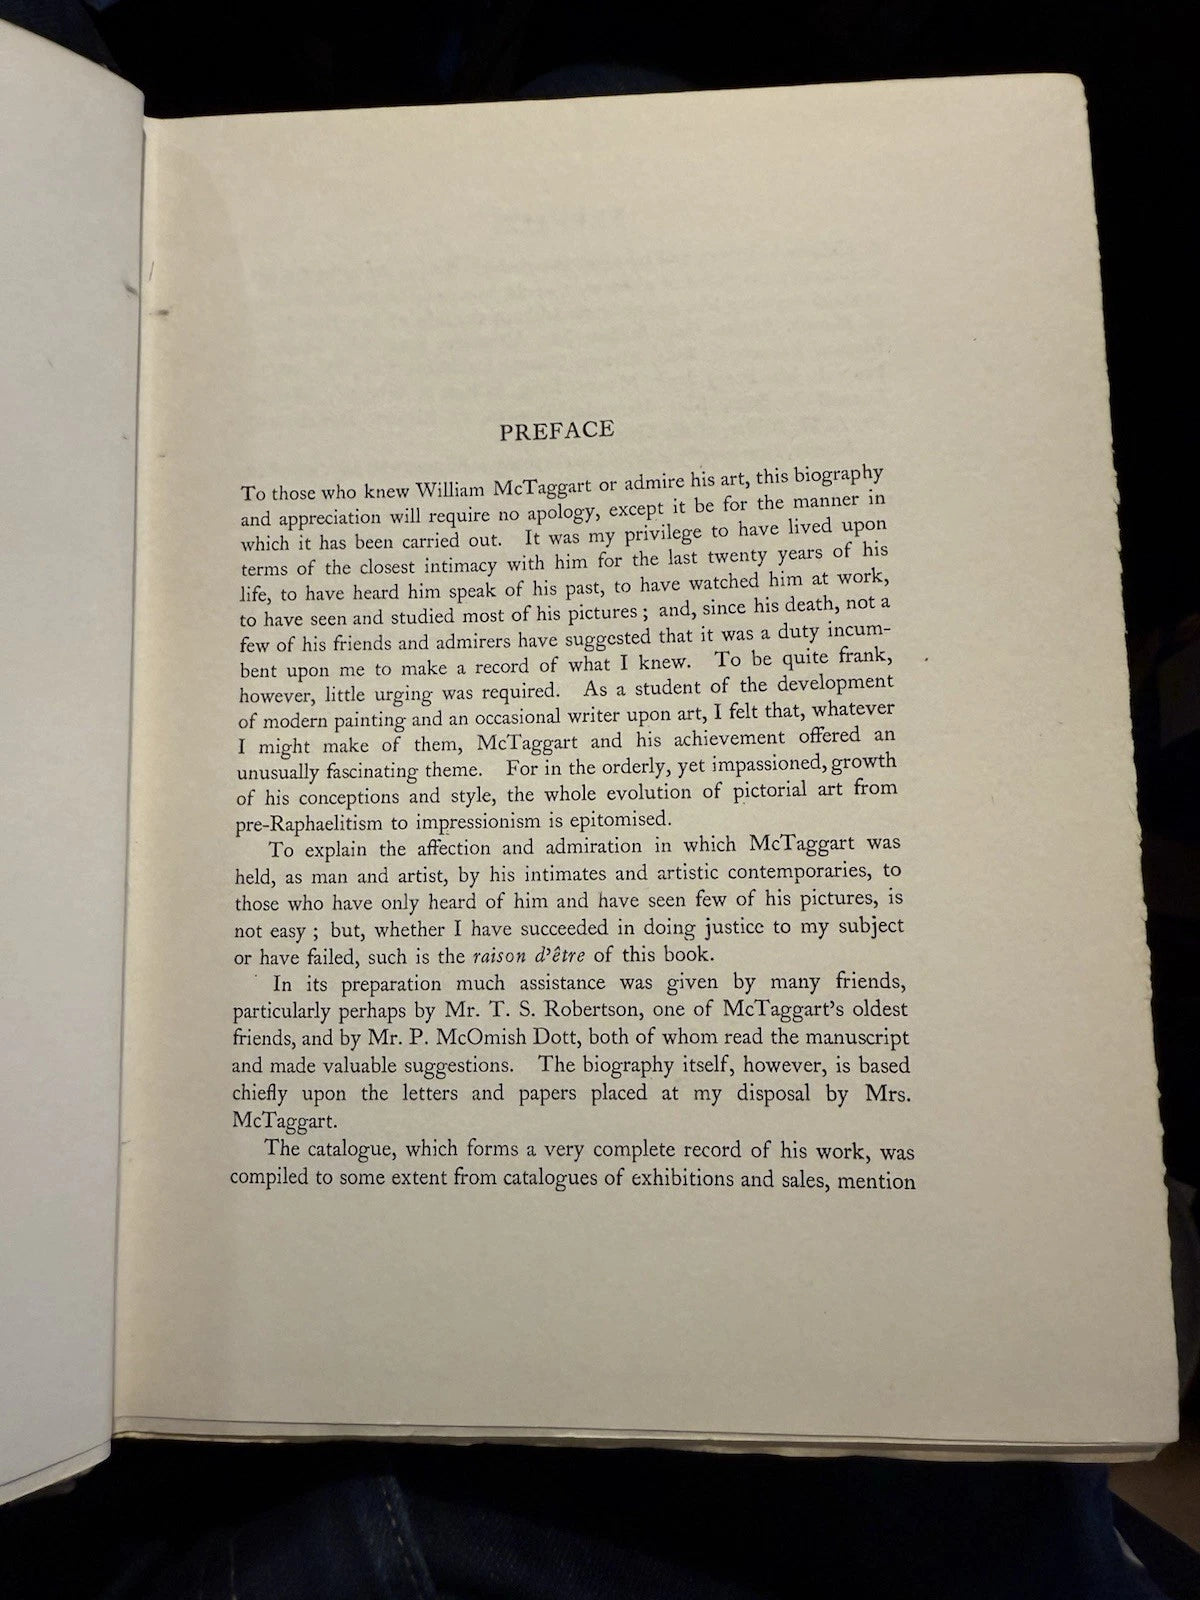 PREFACE
To those who knew William McTaggart or admire his art, this biography
and appreciation will require no apology, except it be for the manner in
which it has been carried out. It was my privilege to have lived upon
terms of the closest intimacy with him for the last twenty years of his
life, to have heard him speak of his past, to have watched him at work,
to have seen and studied most of his pictures ; and, since his death, not a
few of his friends and admirers have suggested that it was a duty incum-
bent upon me to make a record of what I knew. To be quite frank,
however, little urging was required. As a student of the development
of modern painting and an occasional writer upon art, I felt that, whatever
I might make of them, McTaggart and his achievement offered an
unusually fascinating theme. For in the orderly, yet impassioned, growth
of his conceptions and style, the whole evolution of pictorial art from
pre-Raphaelitism to impressionism is epitomised.
To explain the affection and admiration in which McTaggart was
held, as man and artist, by his intimates and artistic contemporaries, to
those who have only heard of him and have seen few of his pictures, is
not easy ; but, whether I have succeeded in doing justice to my subject
or have failed, such is the raison d'être of this book.
In its preparation much assistance was given by many friends,
particularly perhaps by Mr. T. S. Robertson, one of McTaggart's oldest
friends, and by Mr. P. McOmish Dott, both of whom read the manuscript
and made valuable suggestions. The biography itself, however, is based
chiefly upon the letters and papers placed at my disposal by Mrs.
McTaggart.
The catalogue, which forms a very complete record of his work, was
compiled to some extent from catalogues of exhibitions and sales, mention